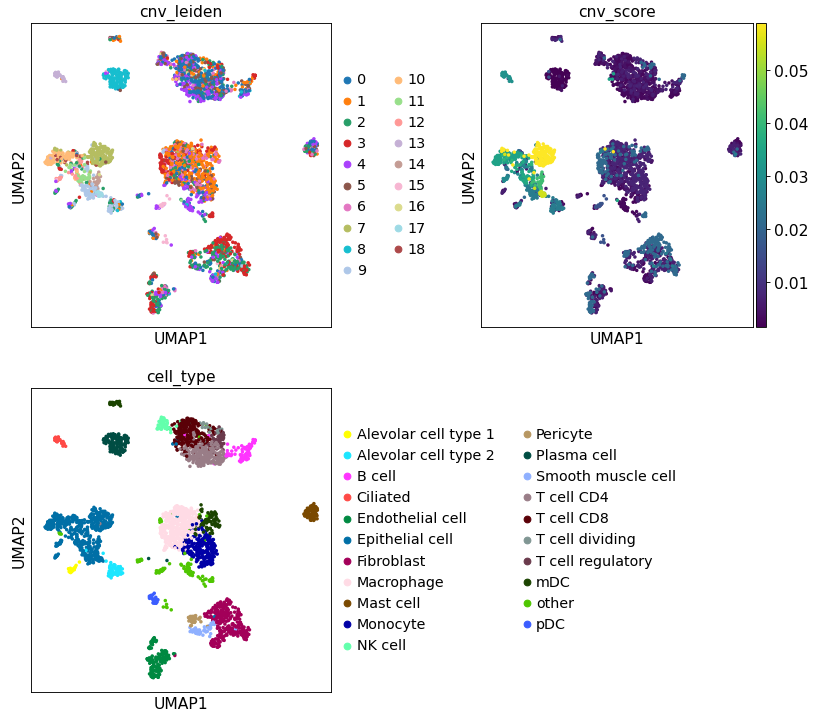 cnv_leiden
UMAP2
UMAP1
0
1
2
3
4
5
6
7
8
9
10
11
12
13
14
15
16
17
18
cnv_score
UMAP2
UMAP1
0.05
0.04
0.03
0.02
0.01
cell_type
UMAP2
UMAP1
Alevolar cell type 1
Alevolar cell type 2
B cell
Ciliated
Endothelial cell
Epithelial cell
Fibroblast
Macrophage
Mast cell
Monocyte
NK cell
Pericyte
Plasma cell
Smooth muscle cell
T cell CD4
T cell CD8
T cell dividing
T cell regulatory
mDC
other
pDC